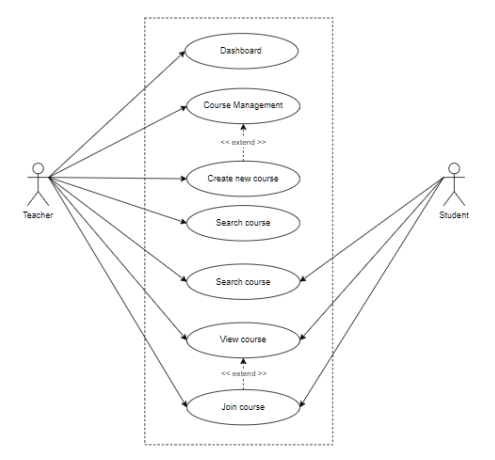 Dashboard
Course Management
<< extend >>
Create new course
Teacher
Student
Search course
Search course
View course
<< extend >>
Join course